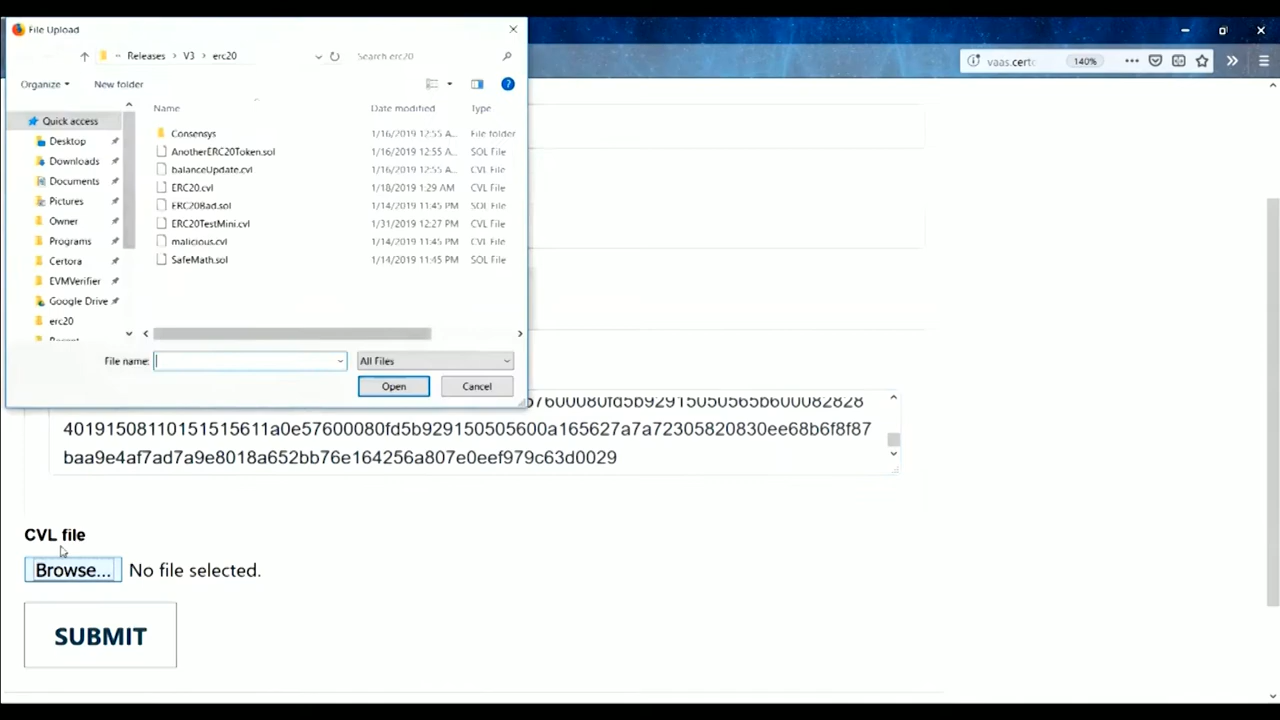 File Upload
Releases > V3 > erc20
Search erc20
vaas.certo
140%
Organize
New folder
Name
Date modified
Type
Quick access
Desktop
Downloads
Documents
Pictures
Owner
Programs
Certora
EVMVerifier
Google Drive
erc20
Consensys 1/16/2019 12:55 A... File folder
AnotherERC20Token.sol 1/16/2019 12:55 A... SOL File
balanceUpdate.cvl 1/16/2019 12:55 A... CVL File
ERC20.cvl 1/18/2019 1:29 AM CVL File
ERC20Bad.sol 1/14/2019 11:45 PM SOL File
ERC20TestMini.cvl 1/31/2019 12:27 PM CVL File
malicious.cvl 1/14/2019 11:45 PM CVL File
SafeMath.sol 1/14/2019 11:45 PM SOL File
File name:
All Files
Open
Cancel
b7600080fd5b92915050565b600082828
40191508110151515611a0e57600080fd5b929150505600a165627a7a72305820830ee68b6f8f87
baa9e4af7ad7a9e8018a652bb76e164256a807e0eef979c63d0029
CVL file
Browse...
No file selected.
SUBMIT